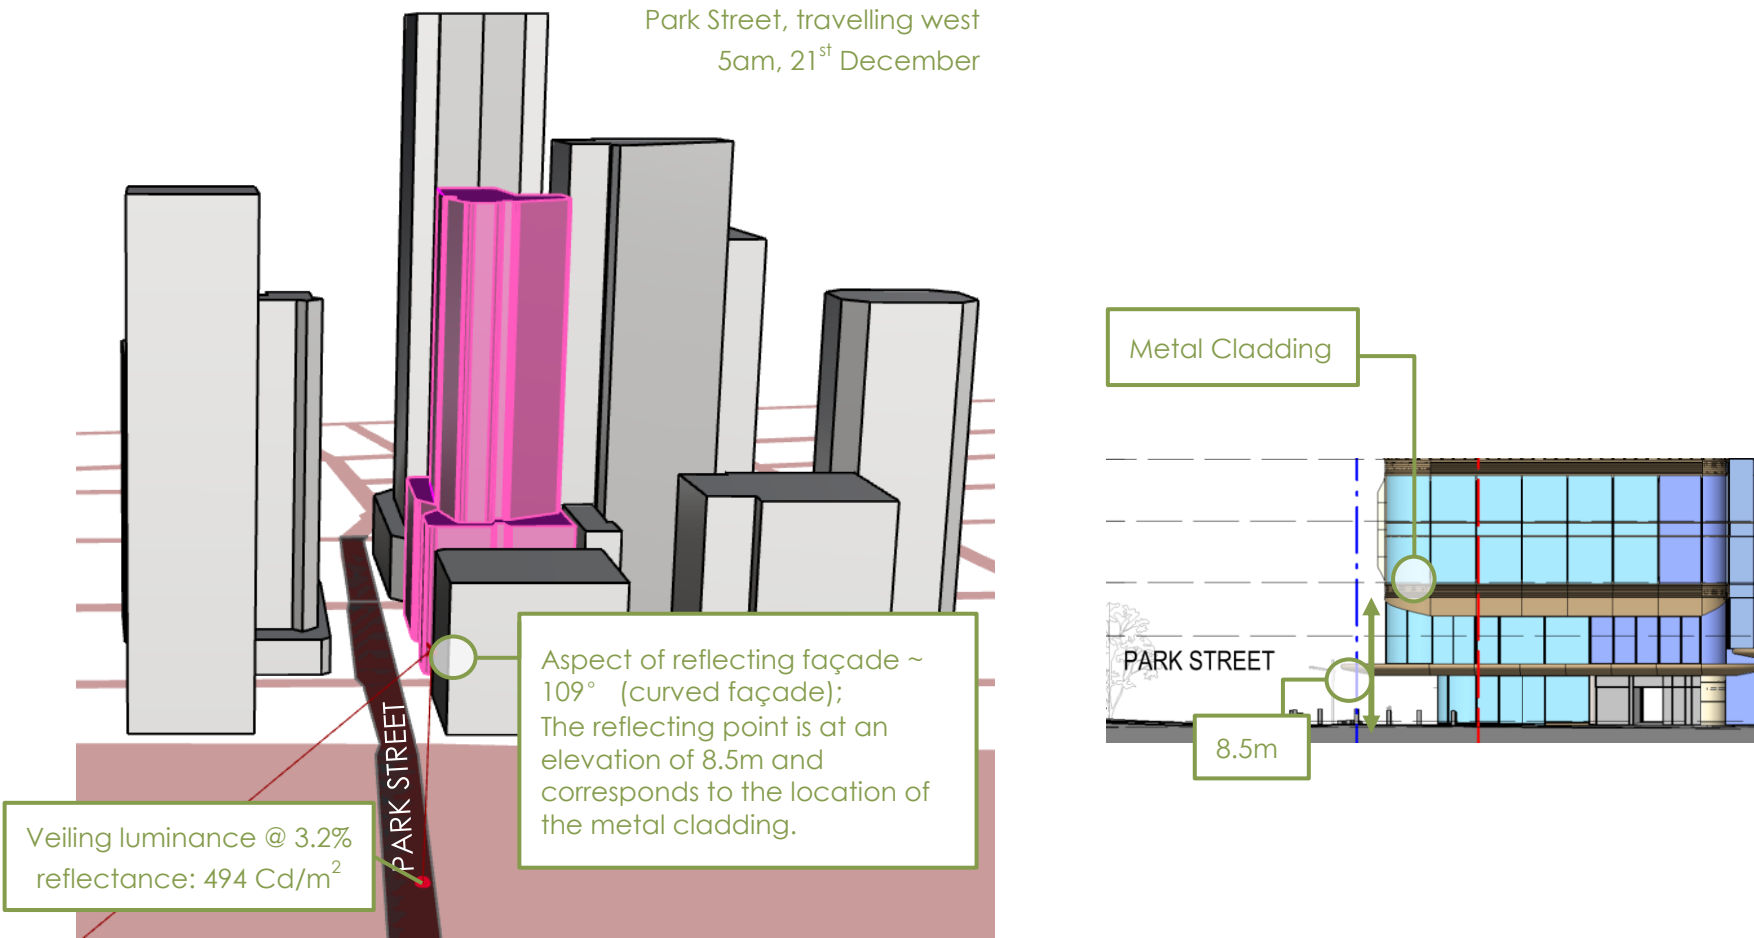 Park Street, travelling west
5am, 21st December
Metal Cladding
PARK STREET
8.5m
Aspect of reflecting façade ~
109° (curved façade);
The reflecting point is at an
elevation of 8.5m and
corresponds to the location of
the metal cladding.
PARK STREET
Veiling luminance @ 3.2%
reflectance: 494 Cd/m2